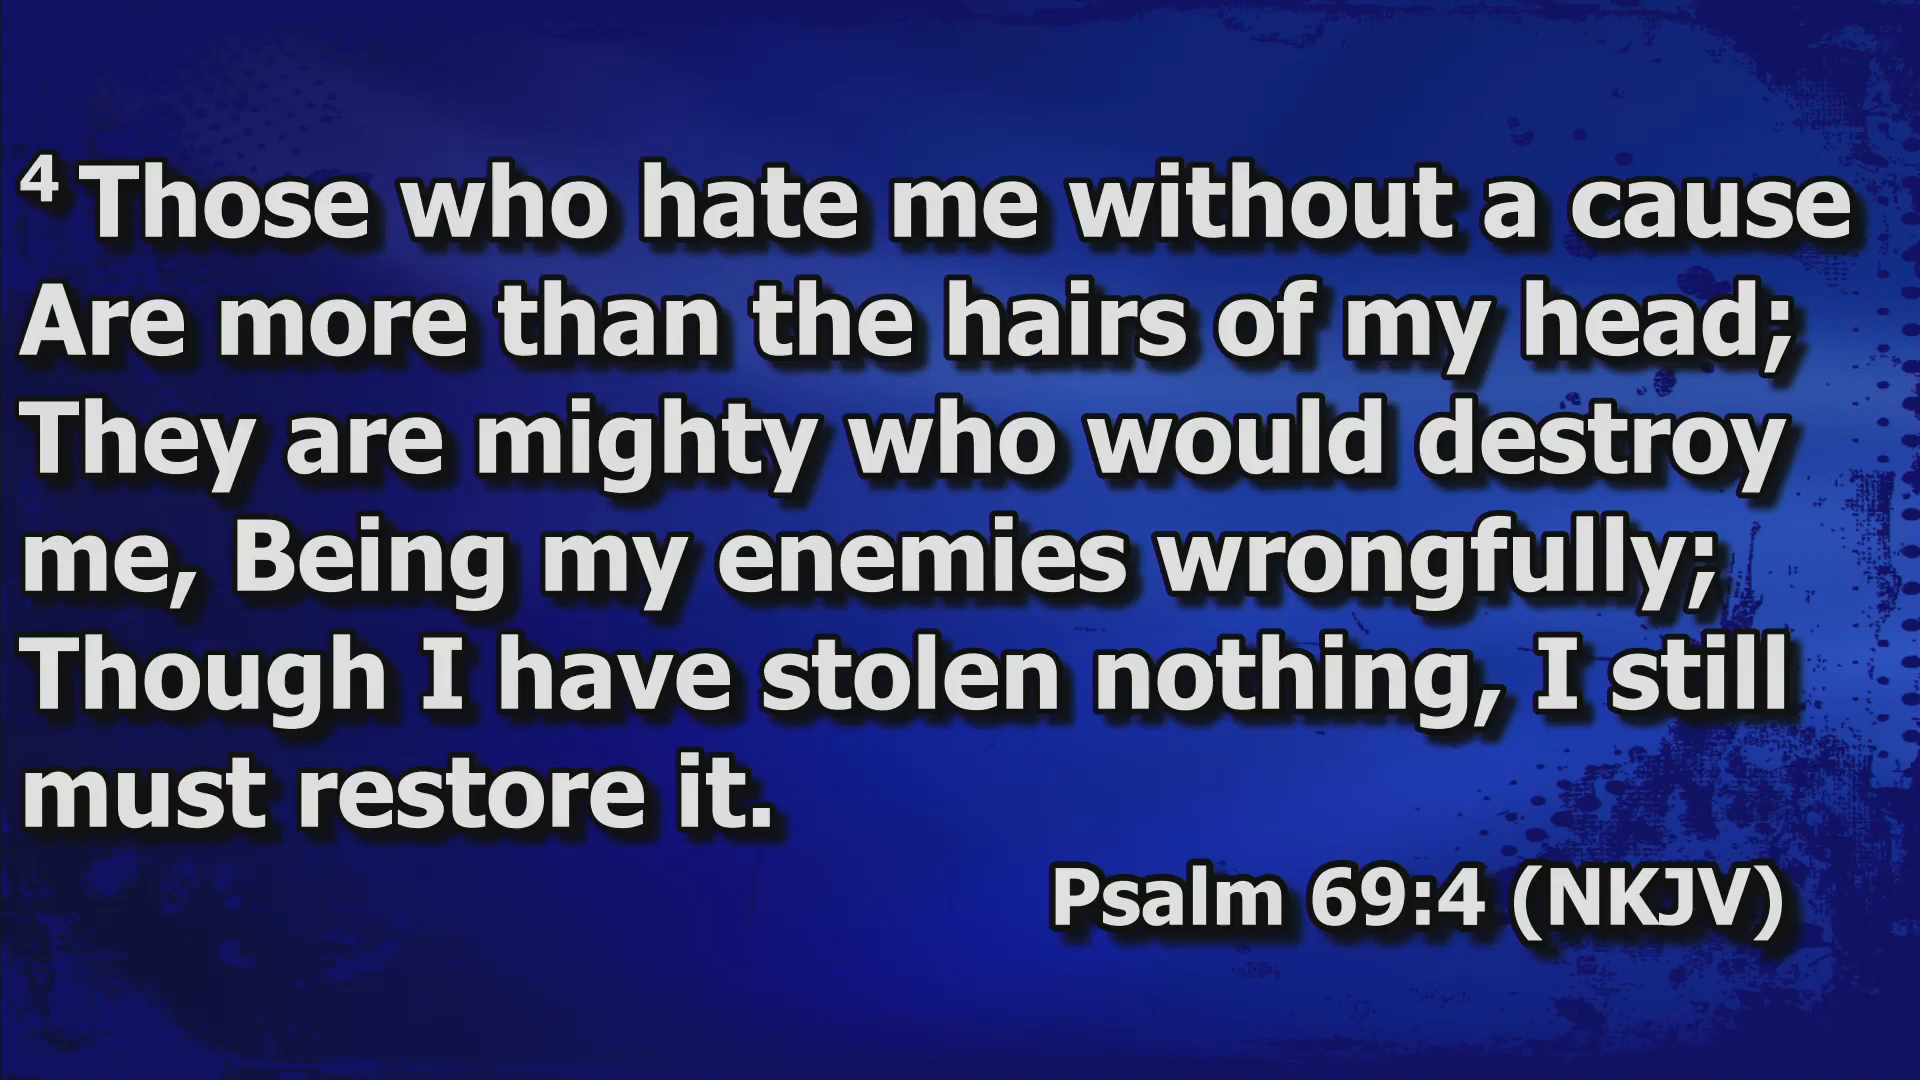 4 Those who hate me without a cause
Are more than the hairs of my head;
They are mighty who would destroy
me, Being my enemies wrongfully;
Though I have stolen nothing, I still
must restore it.
Psalm 69:4 (NKJV)